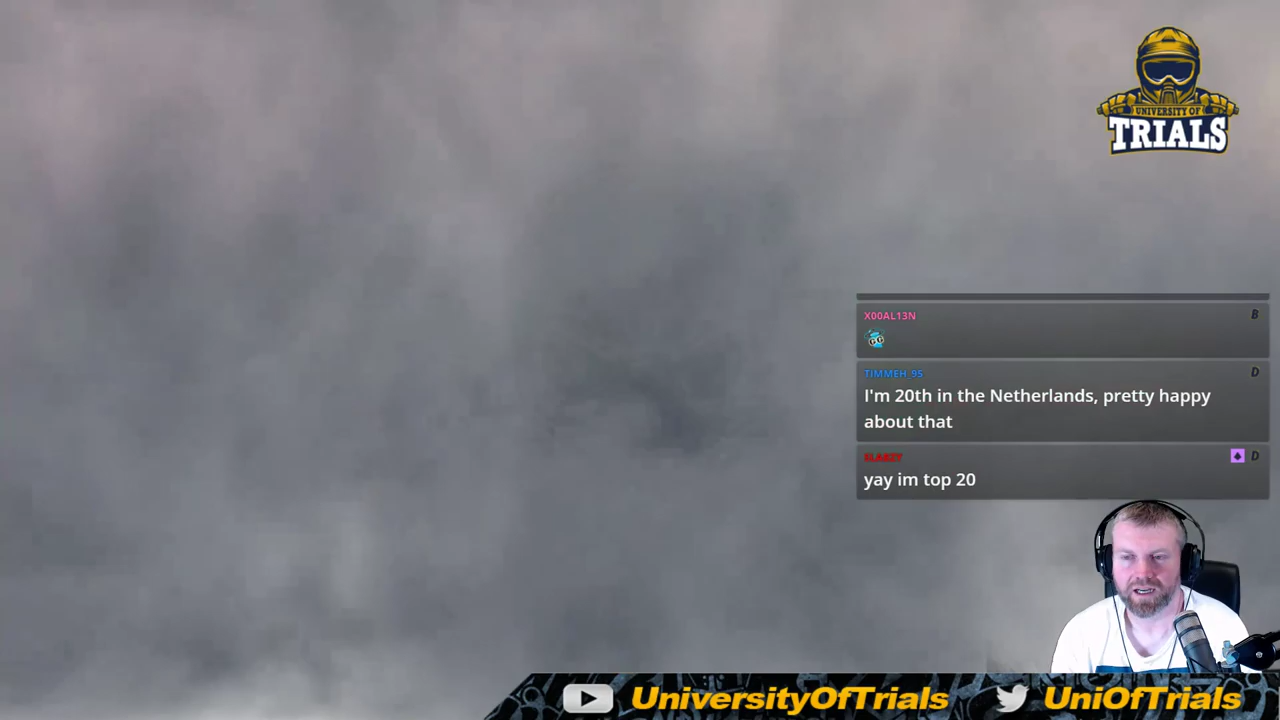 UNIVERSITY OF
TRIALS
X00AL13N
B
TIMMEH_95
D
I'm 20th in the Netherlands, pretty happy
about that
D
yay im top 20
UniversityOfTrials
UniOfTrials